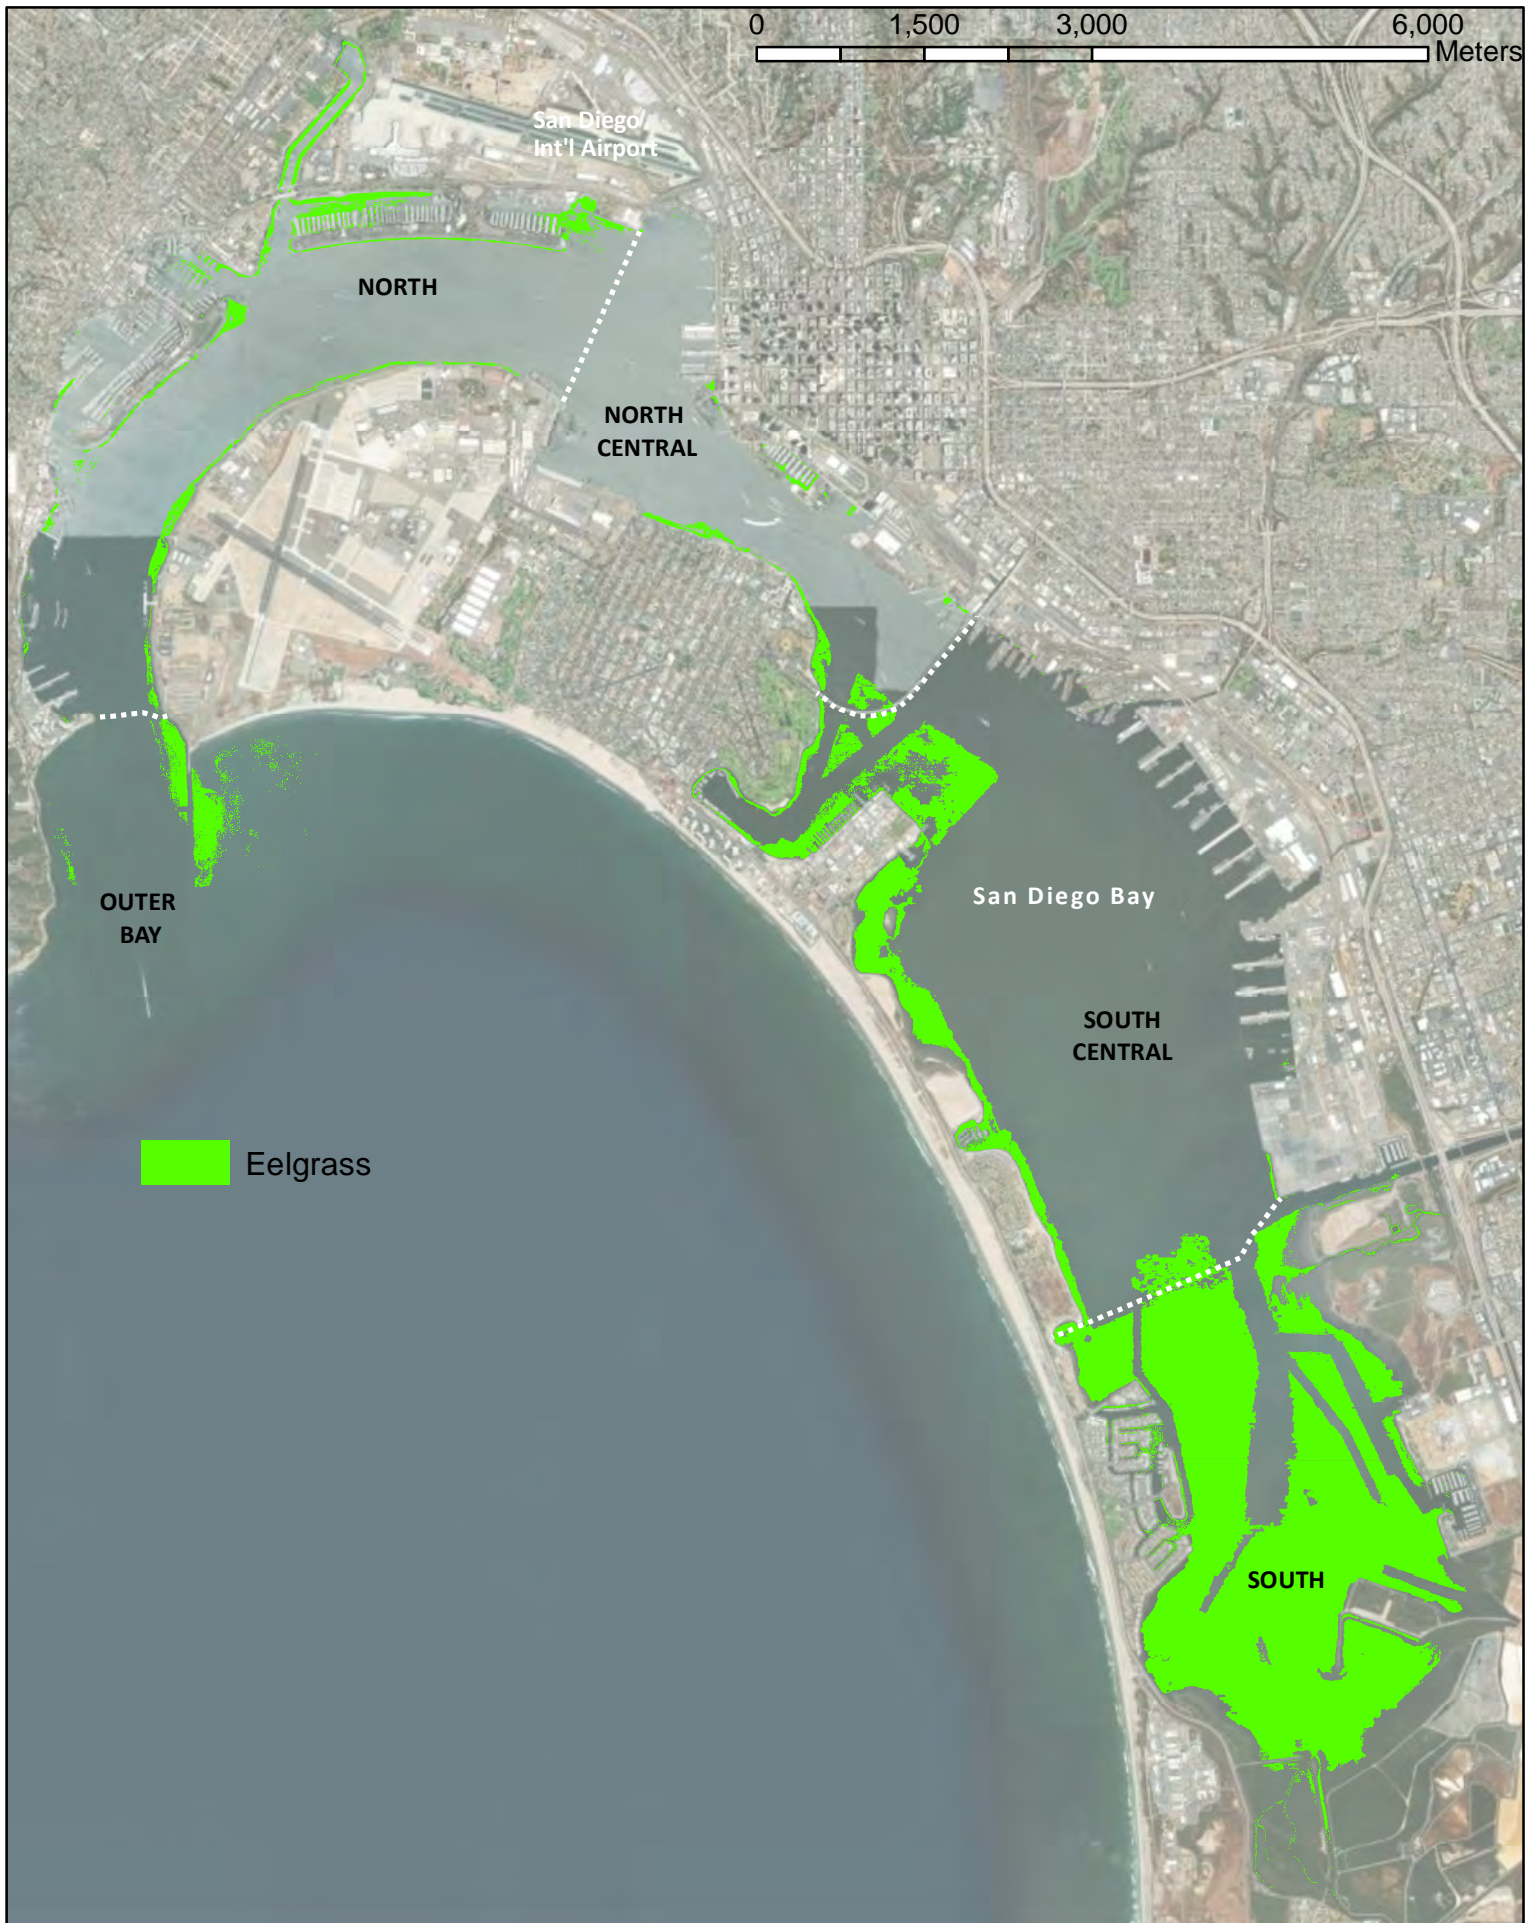 0 1,500 3,000 6,000
Meters
San Diego
Int'l Airport
NORTH
NORTH
CENTRAL
OUTER
BAY
San Diego Bay
SOUTH
CENTRAL
Eelgrass
SOUTH